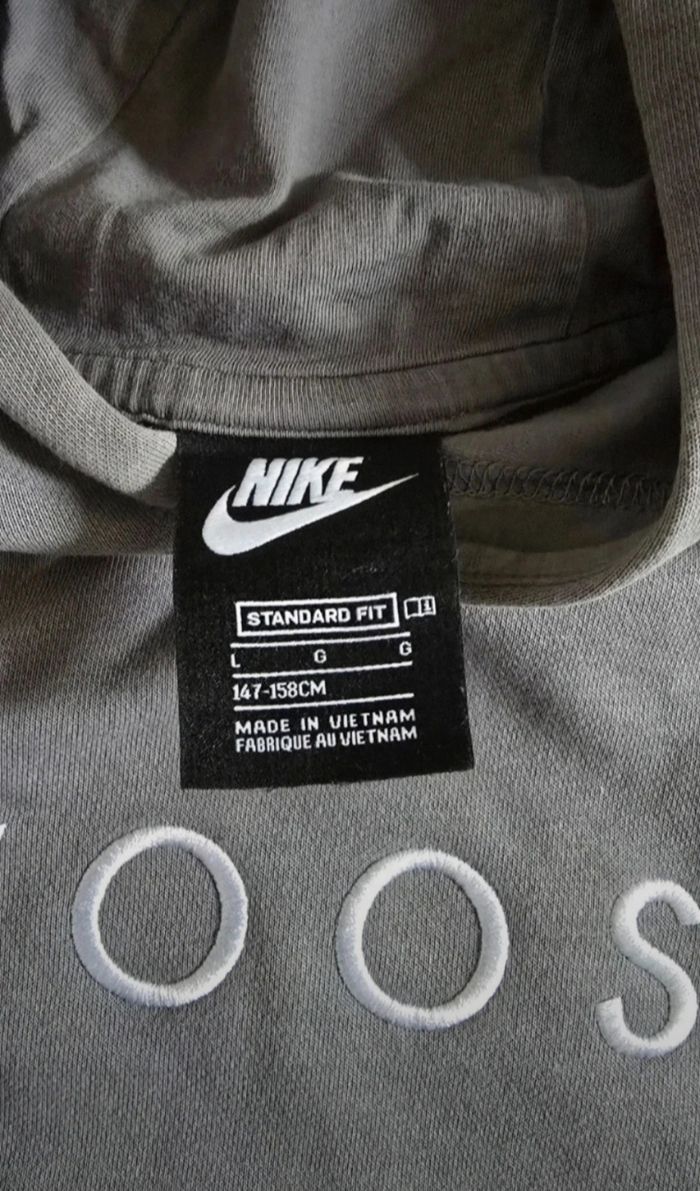 NIKE
STANDARD FIT
L G G
147-158CM
MADE IN VIETNAM
FABRIQUE AU VIETNAM
OOS